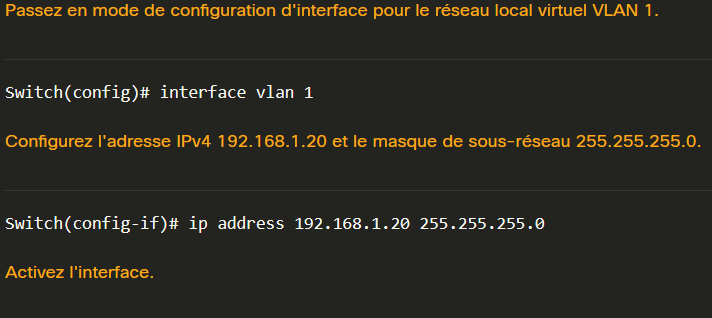 Passez en mode de configuration d'interface pour le réseau local virtuel VLAN 1.
Switch(config)# interface vlan 1
Configurez l'adresse IPv4 192.168.1.20 et le masque de sous-réseau 255.255.255.0.
Switch(config-if)# ip address 192.168.1.20 255.255.255.0
Activez l'interface.